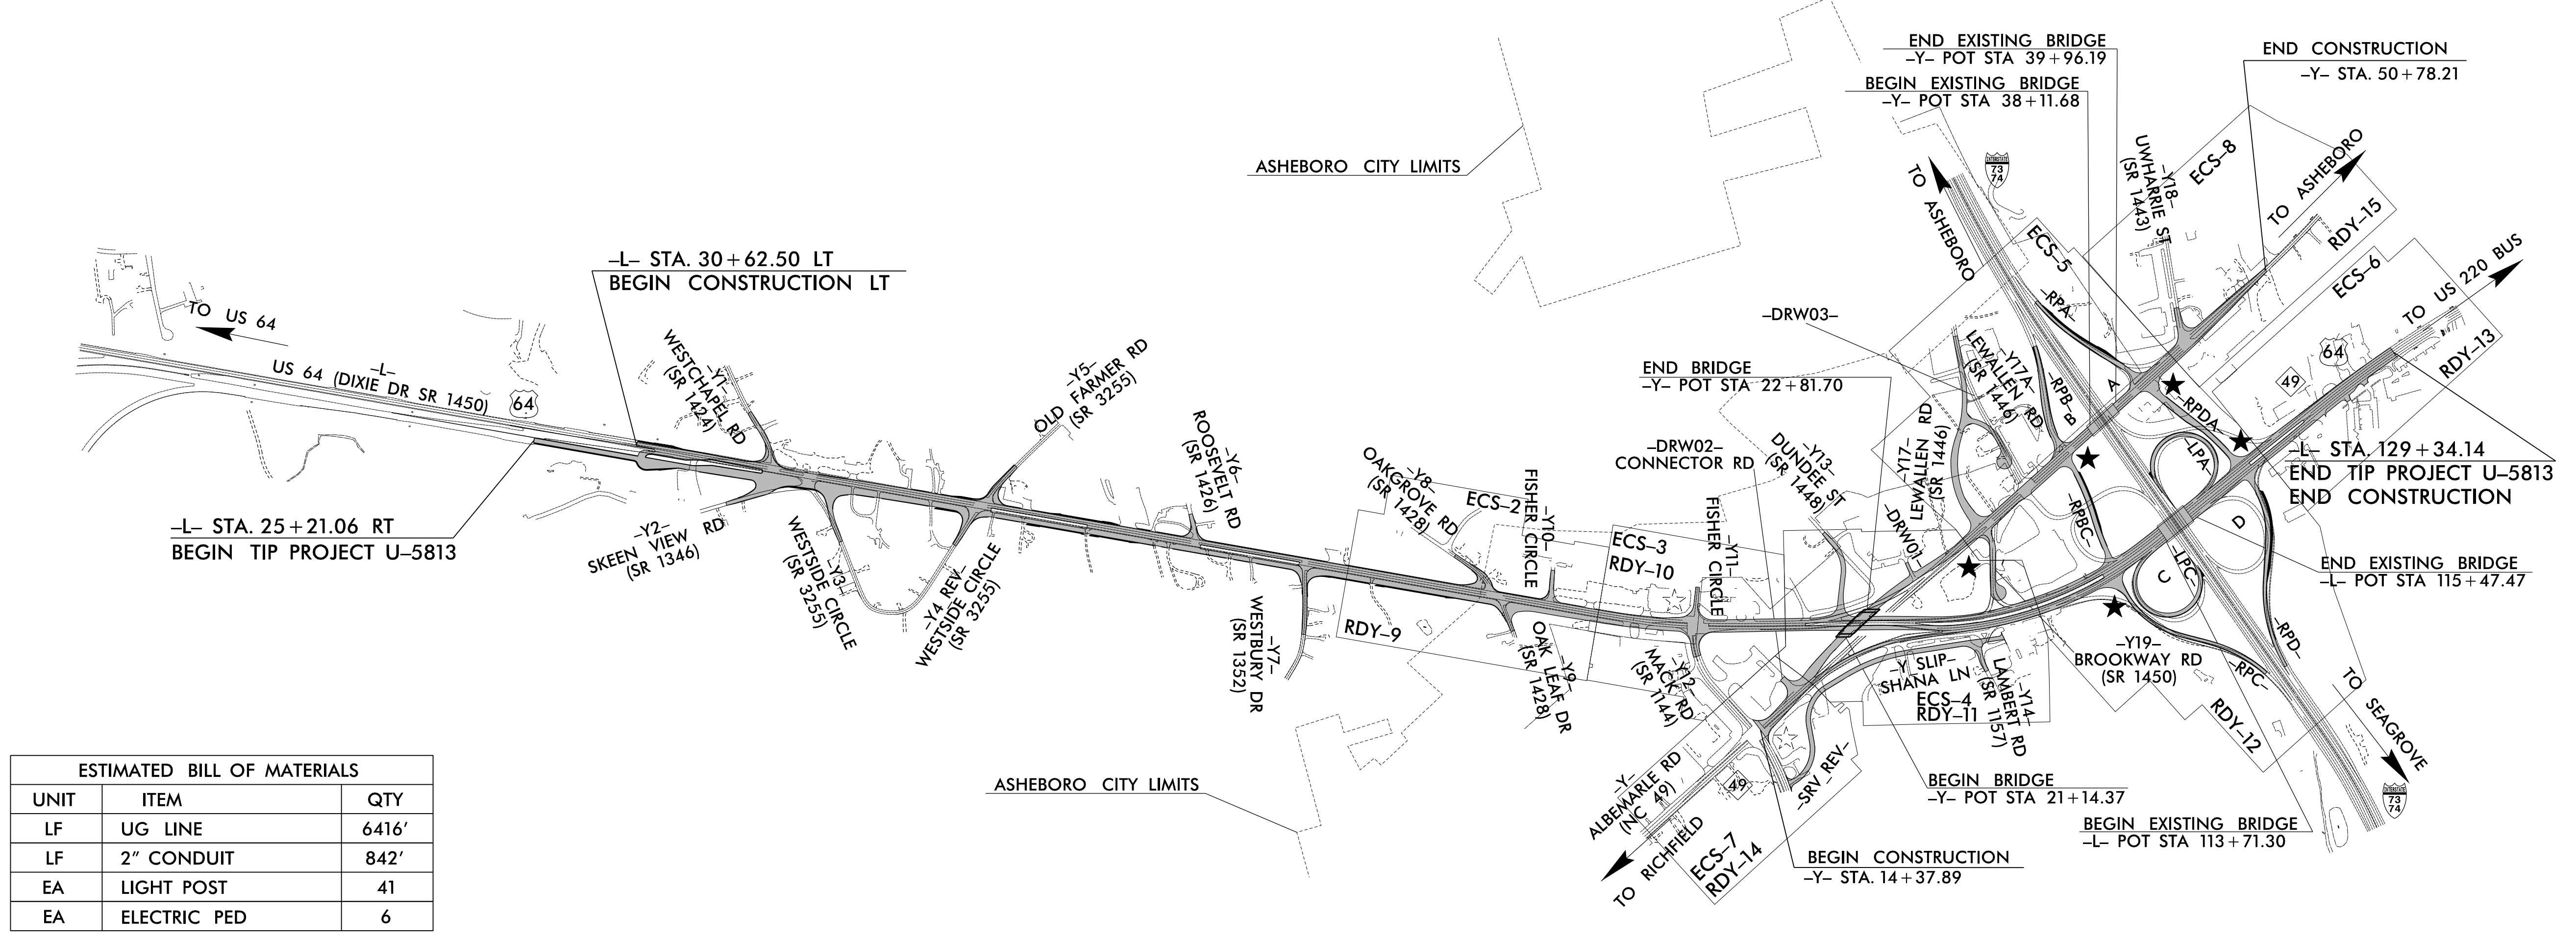 END EXISTING BRIDGE
–Y– POT STA 39+96.19
BEGIN EXISTING BRIDGE
–Y– POT STA 38+11.68
END CONSTRUCTION
–Y– STA. 50+78.21
ASHEBORO CITY LIMITS
TO ASHEBORO
INTERSTATE
73
74
–Y18–
UWHARRIE ST
(SR 1443)
ECS–8
TO ASHEBORO
RDY–15
ECS–5
ECS–6
TO US 220 BUS
RDY–13
–L– STA. 30+62.50 LT
BEGIN CONSTRUCTION LT
TO US 64
–L–
US 64 (DIXIE DR SR 1450)
64
–Y1–
WESTCHAPEL RD
(SR 1424)
–Y5–
OLD FARMER RD
(SR 3255)
–Y6–
ROOSEVELT RD
(SR 1426)
–Y8–
OAKGROVE RD
(SR 1428)
ECS–2
–Y10–
FISHER CIRCLE
ECS–3
RDY–10
–Y11–
FISHER CIRCLE
–DRW03–
END BRIDGE
–Y– POT STA 22+81.70
–DRW02–
CONNECTOR RD
–Y13–
DUNDEE ST
(SR 1448)
–Y17–
LEWALLEN RD
(SR 1446)
–DRW01–
–Y17A–
LEWALLEN RD
(SR 1446)
–RPA–
–RPB–
A
B
–RPDA–
–LPA–
–RPBC–
64
49
–L– STA. 129+34.14
END TIP PROJECT U–5813
END CONSTRUCTION
D
C
–LPC–
END EXISTING BRIDGE
–L– POT STA 115+47.47
–RPD–
–RPC–
–L– STA. 25+21.06 RT
BEGIN TIP PROJECT U–5813
–Y2–
SKEEN VIEW RD
(SR 1346)
–Y3–
WESTSIDE CIRCLE
(SR 3255)
–Y4 REV–
WESTSIDE CIRCLE
(SR 3255)
–Y7–
WESTBURY DR
(SR 1352)
RDY–9
–Y9–
OAK LEAF DR
(SR 1428)
–Y12–
MACK RD
(SR 1144)
–Y SLIP–
SHANA LN
ECS–4
RDY–11
–Y14–
LAMBERT RD
(SR 1157)
–Y19–
BROOKWAY RD
(SR 1450)
RDY–12
TO SEAGROVE
INTERSTATE
73
74
–Y–
ALBEMARLE RD
(NC 49)
49
–SRV REV–
TO RICHFIELD
ECS–7
RDY–14
BEGIN BRIDGE
–Y– POT STA 21+14.37
BEGIN CONSTRUCTION
–Y– STA. 14+37.89
BEGIN EXISTING BRIDGE
–L– POT STA 113+71.30
ASHEBORO CITY LIMITS
ESTIMATED BILL OF MATERIALS
UNIT ITEM QTY
LF UG LINE 6416'
LF 2" CONDUIT 842'
EA LIGHT POST 41
EA ELECTRIC PED 6